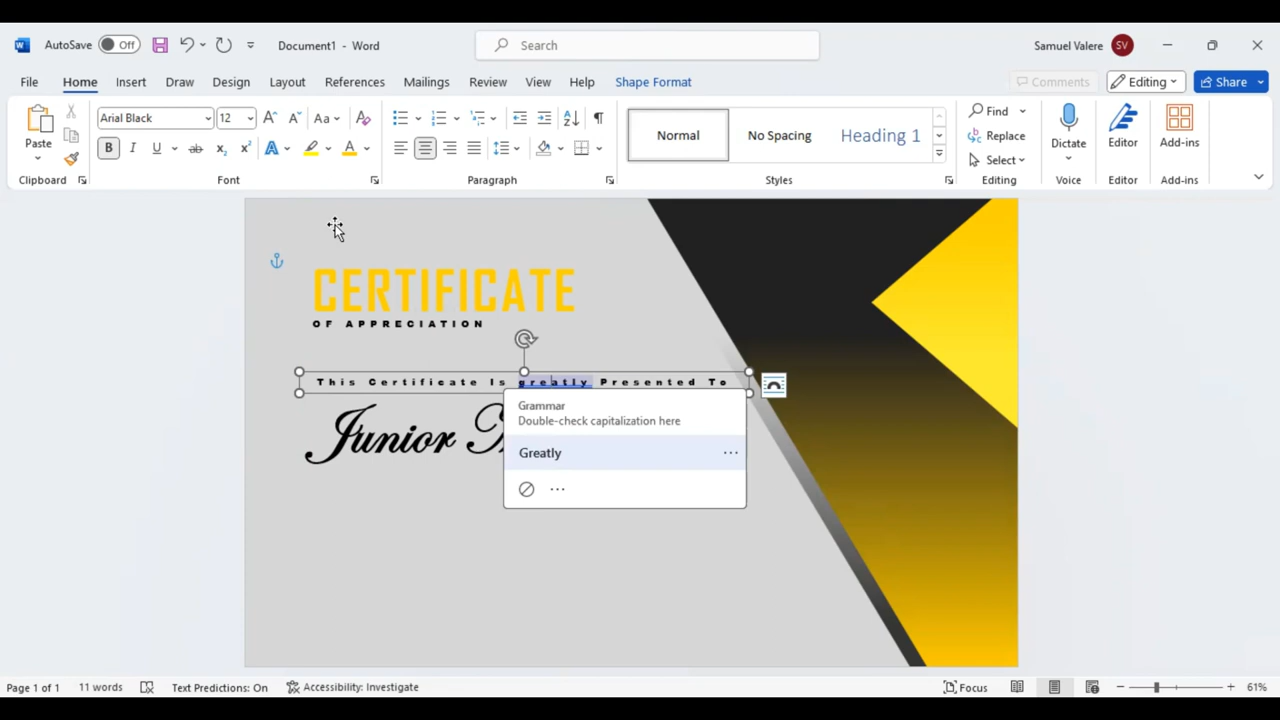 AutoSave Off Document1 - Word Search Samuel Valere SV
File Home Insert Draw Design Layout References Mailings Review View Help Shape Format Comments Editing Share
Paste Arial Black 12 Aa Normal No Spacing Heading 1 Find Replace Select Dictate Editor Add-ins
B I U ab x₂ x² A A
Clipboard Font Paragraph Styles Editing Voice Editor Add-ins
CERTIFICATE
OF APPRECIATION
This Certificate Is greatly Presented To
Junior
Grammar
Double-check capitalization here
Greatly
Page 1 of 1 11 words Text Predictions: On Accessibility: Investigate Focus 61%